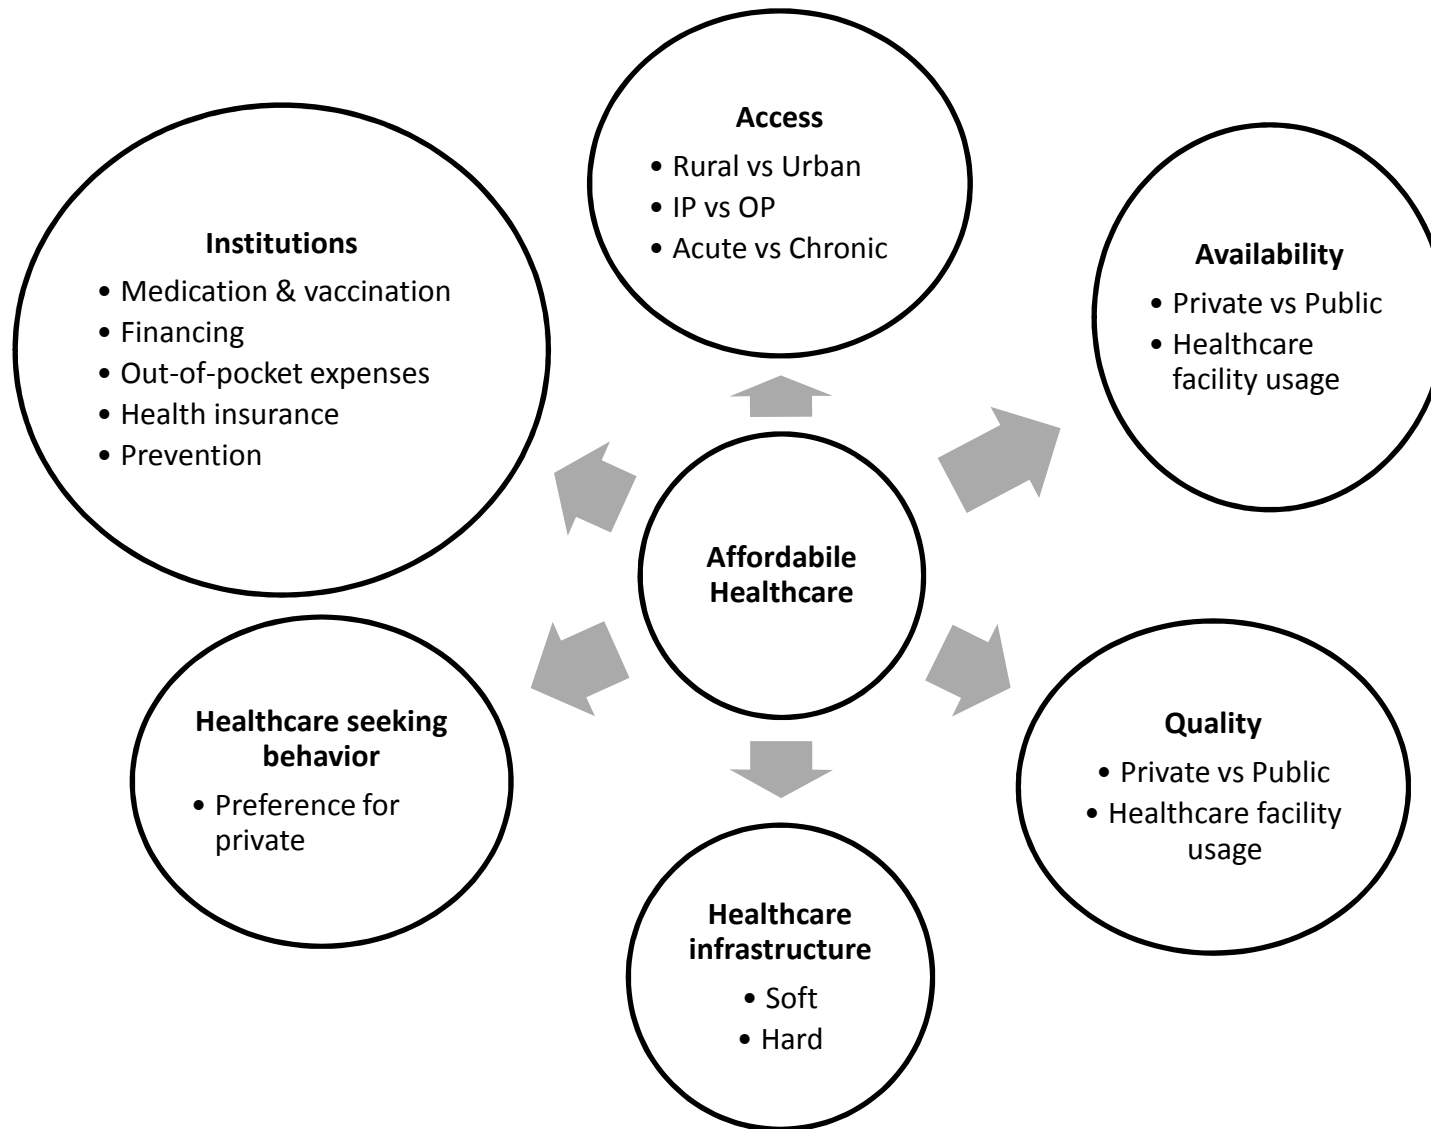 Access
• Rural vs Urban
• IP vs OP
• Acute vs Chronic
Institutions
• Medication & vaccination
• Financing
• Out-of-pocket expenses
• Health insurance
• Prevention
Availability
• Private vs Public
• Healthcare
facility usage
Affordabile
Healthcare
Healthcare seeking
behavior
• Preference for
private
Quality
• Private vs Public
• Healthcare facility
usage
Healthcare
infrastructure
• Soft
• Hard